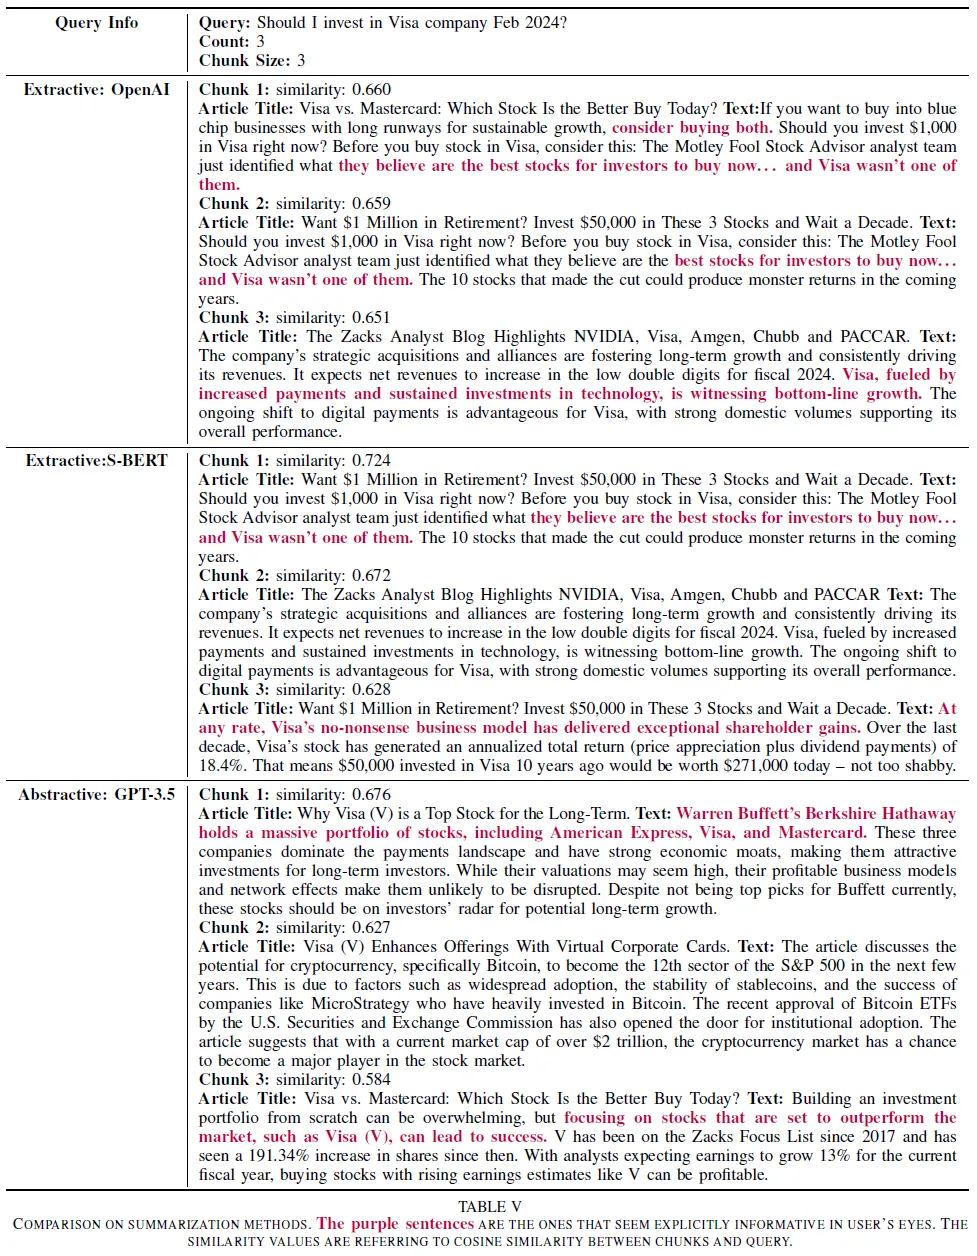 Query Info
Query: Should I invest in Visa company Feb 2024?
Count: 3
Chunk Size: 3
Extractive: OpenAI
Chunk 1: similarity: 0.660
Article Title: Visa vs. Mastercard: Which Stock Is the Better Buy Today? Text:If you want to buy into blue
chip businesses with long runways for sustainable growth, consider buying both. Should you invest $1,000
in Visa right now? Before you buy stock in Visa, consider this: The Motley Fool Stock Advisor analyst team
just identified what they believe are the best stocks for investors to buy now... and Visa wasn't one of
them.
Chunk 2: similarity: 0.659
Article Title: Want $1 Million in Retirement? Invest $50,000 in These 3 Stocks and Wait a Decade. Text:
Should you invest $1,000 in Visa right now? Before you buy stock in Visa, consider this: The Motley Fool
Stock Advisor analyst team just identified what they believe are the best stocks for investors to buy now...
and Visa wasn't one of them. The 10 stocks that made the cut could produce monster returns in the coming
years.
Chunk 3: similarity: 0.651
Article Title: The Zacks Analyst Blog Highlights NVIDIA, Visa, Amgen, Chubb and PACCAR. Text:
The company's strategic acquisitions and alliances are fostering long-term growth and consistently driving
its revenues. It expects net revenues to increase in the low double digits for fiscal 2024. Visa, fueled by
increased payments and sustained investments in technology, is witnessing bottom-line growth. The
ongoing shift to digital payments is advantageous for Visa, with strong domestic volumes supporting its
overall performance.
Extractive:S-BERT
Chunk 1: similarity: 0.724
Article Title: Want $1 Million in Retirement? Invest $50,000 in These 3 Stocks and Wait a Decade. Text:
Should you invest $1,000 in Visa right now? Before you buy stock in Visa, consider this: The Motley Fool
Stock Advisor analyst team just identified what they believe are the best stocks for investors to buy now...
and Visa wasn't one of them. The 10 stocks that made the cut could produce monster returns in the coming
years.
Chunk 2: similarity: 0.672
Article Title: The Zacks Analyst Blog Highlights NVIDIA, Visa, Amgen, Chubb and PACCAR Text: The
company's strategic acquisitions and alliances are fostering long-term growth and consistently driving its
revenues. It expects net revenues to increase in the low double digits for fiscal 2024. Visa, fueled by increased
payments and sustained investments in technology, is witnessing bottom-line growth. The ongoing shift to
digital payments is advantageous for Visa, with strong domestic volumes supporting its overall performance.
Chunk 3: similarity: 0.628
Article Title: Want $1 Million in Retirement? Invest $50,000 in These 3 Stocks and Wait a Decade. Text: At
any rate, Visa's no-nonsense business model has delivered exceptional shareholder gains. Over the last
decade, Visa's stock has generated an annualized total return (price appreciation plus dividend payments) of
18.4%. That means $50,000 invested in Visa 10 years ago would be worth $271,000 today – not too shabby.
Abstractive: GPT-3.5
Chunk 1: similarity: 0.676
Article Title: Why Visa (V) is a Top Stock for the Long-Term. Text: Warren Buffett's Berkshire Hathaway
holds a massive portfolio of stocks, including American Express, Visa, and Mastercard. These three
companies dominate the payments landscape and have strong economic moats, making them attractive
investments for long-term investors. While their valuations may seem high, their profitable business models
and network effects make them unlikely to be disrupted. Despite not being top picks for Buffett currently,
these stocks should be on investors' radar for potential long-term growth.
Chunk 2: similarity: 0.627
Article Title: Visa (V) Enhances Offerings With Virtual Corporate Cards. Text: The article discusses the
potential for cryptocurrency, specifically Bitcoin, to become the 12th sector of the S&P 500 in the next few
years. This is due to factors such as widespread adoption, the stability of stablecoins, and the success of
companies like MicroStrategy who have heavily invested in Bitcoin. The recent approval of Bitcoin ETFs
by the U.S. Securities and Exchange Commission has also opened the door for institutional adoption. The
article suggests that with a current market cap of over $2 trillion, the cryptocurrency market has a chance
to become a major player in the stock market.
Chunk 3: similarity: 0.584
Article Title: Visa vs. Mastercard: Which Stock Is the Better Buy Today? Text: Building an investment
portfolio from scratch can be overwhelming, but focusing on stocks that are set to outperform the
market, such as Visa (V), can lead to success. V has been on the Zacks Focus List since 2017 and has
seen a 191.34% increase in shares since then. With analysts expecting earnings to grow 13% for the current
fiscal year, buying stocks with rising earnings estimates like V can be profitable.
TABLE V
COMPARISON ON SUMMARIZATION METHODS. The purple sentences ARE THE ONES THAT SEEM EXPLICITLY INFORMATIVE IN USER'S EYES. THE
SIMILARITY VALUES ARE REFERRING TO COSINE SIMILARITY BETWEEN CHUNKS AND QUERY.